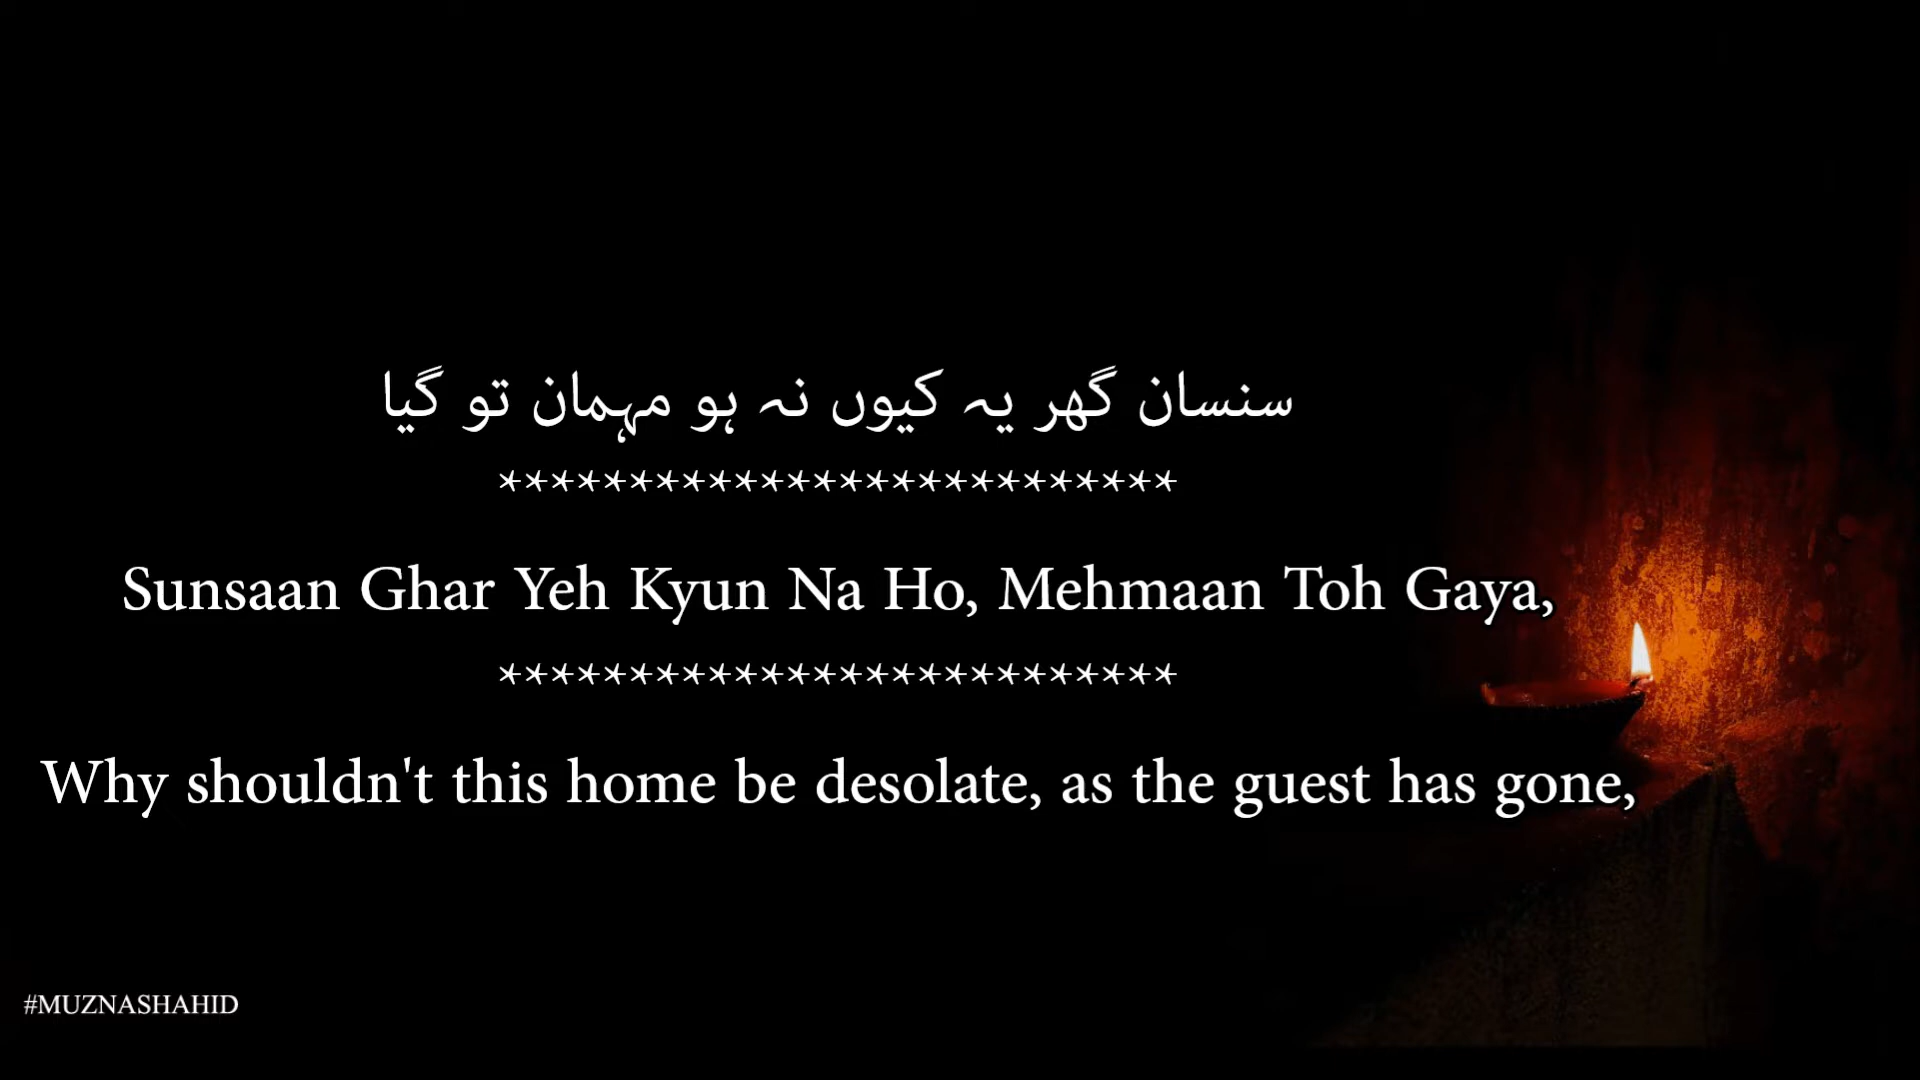 سنسان گھر یہ کیوں نہ ہو مہمان تو گیا
**************************
Sunsaan Ghar Yeh Kyun Na Ho, Mehmaan Toh Gaya,
**************************
Why shouldn't this home be desolate, as the guest has gone,
#MUZNASHAHID